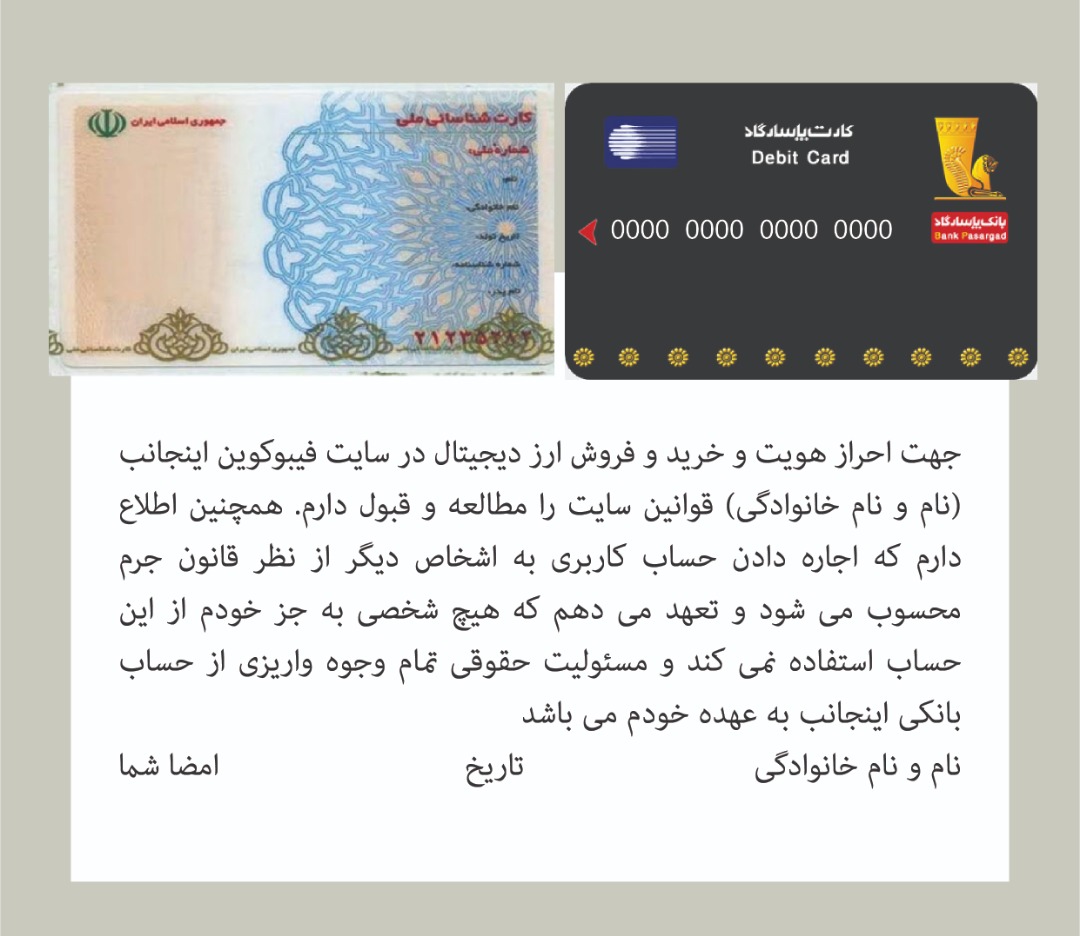 جمهوری اسلامی ایران
کارت شناسائی ملی
شماره ملی:
نام:
نام خانوادگی:
تاریخ تولد:
شماره شناسنامه:
نام پدر:
کارت پاسارگاد
Debit Card
0000 0000 0000 0000
بانک پاسارگاد
Bank Pasargad
جهت احراز هویت و خرید و فروش ارز دیجیتال در سایت فیبوکوین اینجانب
(نام و نام خانوادگی) قوانین سایت را مطالعه و قبول دارم. همچنین اطلاع
دارم که اجاره دادن حساب کاربری به اشخاص دیگر از نظر قانون جرم
محسوب می شود و تعهد می دهم که هیچ شخصی به جز خودم از این
حساب استفاده نمی کند و مسئولیت حقوقی تمام وجوه واریزی از حساب
بانکی اینجانب به عهده خودم می باشد
نام و نام خانوادگی تاریخ امضا شما